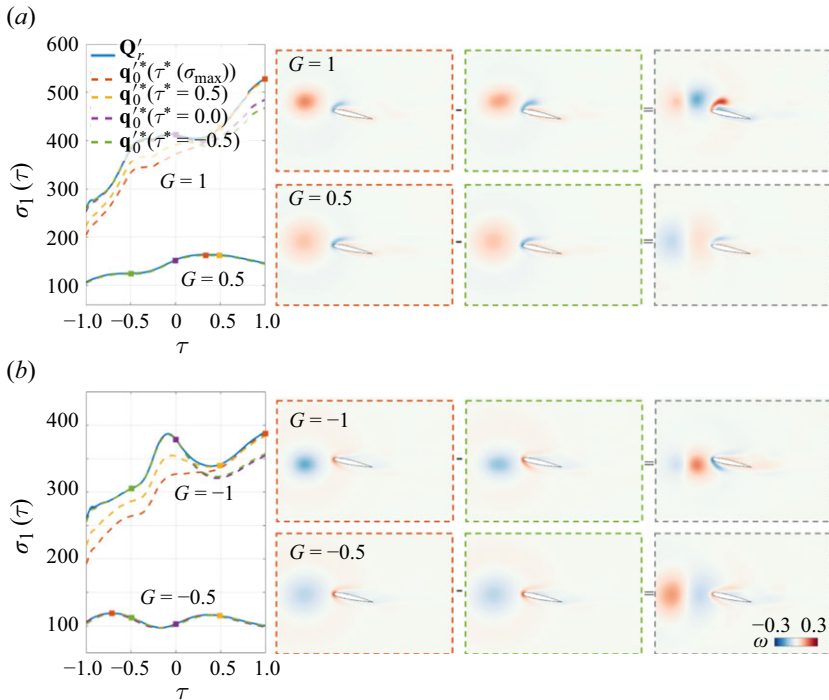 (a)
600
500
400
300
200
100
σ₁ (τ)
Q′ᵣ
q′₀*(τ* (σₘₐₓ))
q′₀*(τ* = 0.5)
q′₀*(τ* = 0.0)
q′₀*(τ* = −0.5)
G = 1
G = 0.5
−1.0 −0.5 0 0.5 1.0
τ
G = 1
-
=
G = 0.5
-
=
(b)
400
300
200
150
100
σ₁ (τ)
G = −1
G = −0.5
−1.0 −0.5 0 0.5 1.0
τ
G = −1
-
=
G = −0.5
-
=
−0.3 0.3
ω